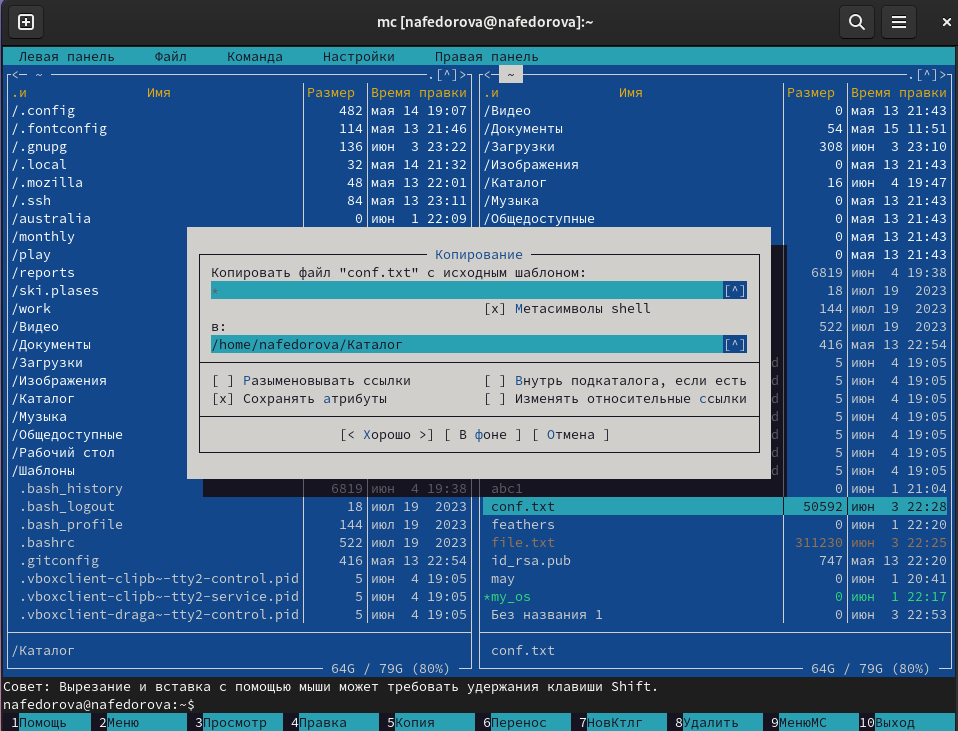 mc [nafedorova@nafedorova]:~
Левая панель Файл Команда Настройки Правая панель
<— ~ .[^]> <— ~ .[^]>
.и Имя Размер Время правки .и Имя Размер Время правки
/.config 482 мая 14 19:07 /Видео 0 мая 13 21:43
/.fontconfig 114 мая 13 21:46 /Документы 54 мая 15 11:51
/.gnupg 136 июн 3 23:22 /Загрузки 308 июн 3 23:10
/.local 32 мая 14 21:32 /Изображения 0 мая 13 21:43
/.mozilla 48 мая 13 22:01 /Каталог 16 июн 4 19:47
/.ssh 84 мая 13 23:11 /Музыка 0 мая 13 21:43
/australia 0 июн 1 22:09 /Общедоступные 0 мая 13 21:43
/monthly 0 мая 13 21:43
/play Копирование 0 мая 13 21:43
/reports Копировать файл "conf.txt" с исходным шаблоном: 6819 июн 4 19:38
/ski.plases * [^] 18 июл 19 2023
/work [x] Метасимволы shell 144 июл 19 2023
/Видео в: 522 июл 19 2023
/Документы /home/nafedorova/Каталог [^] 416 мая 13 22:54
/Загрузки d 5 июн 4 19:05
/Изображения [ ] Разыменовывать ссылки [ ] Внутрь подкаталога, если есть d 5 июн 4 19:05
/Каталог [x] Сохранять атрибуты [ ] Изменять относительные ссылки d 5 июн 4 19:05
/Музыка d 5 июн 4 19:05
/Общедоступные [< Хорошо >] [ В фоне ] [ Отмена ] d 5 июн 4 19:05
/Рабочий стол d 5 июн 4 19:05
/Шаблоны d 5 июн 4 19:05
.bash_history 6819 июн 4 19:38 abc1 0 июн 1 21:04
.bash_logout 18 июл 19 2023 conf.txt 50592 июн 3 22:28
.bash_profile 144 июл 19 2023 feathers 0 июн 1 22:20
.bashrc 522 июл 19 2023 file.txt 311230 июн 3 22:25
.gitconfig 416 мая 13 22:54 id_rsa.pub 747 мая 13 22:20
.vboxclient-clipb~-tty2-control.pid 5 июн 4 19:05 may 0 июн 1 20:41
.vboxclient-clipb~-tty2-service.pid 5 июн 4 19:05 *my_os 0 июн 1 22:17
.vboxclient-draga~-tty2-control.pid 5 июн 4 19:05 Без названия 1 0 июн 3 22:53
/Каталог conf.txt
64G / 79G (80%) 64G / 79G (80%)
Совет: Вырезание и вставка с помощью мыши может требовать удержания клавиши Shift.
nafedorova@nafedorova:~$
1Помощь 2Меню 3Просмотр 4Правка 5Копия 6Перенос 7НовКтлг 8Удалить 9МенюМС 10Выход